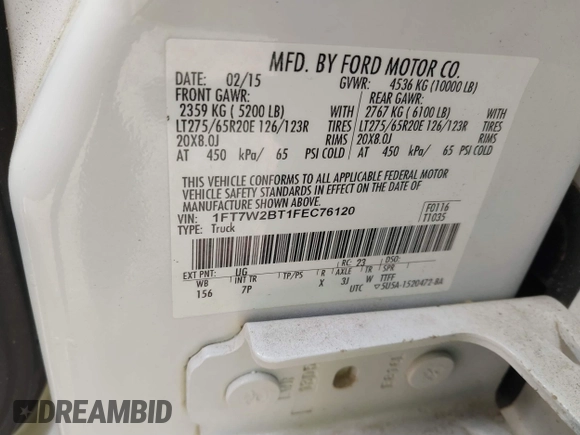 MFD. BY FORD MOTOR CO.
DATE: 02/15 GVWR: 4536 KG (10000 LB)
FRONT GAWR: REAR GAWR:
2359 KG ( 5200 LB) WITH 2767 KG ( 6100 LB) WITH
LT275/65R20E 126/123R TIRES LT275/65R20E 126/123R TIRES
20X8.0J RIMS 20X8.0J RIMS
AT 450 kPa/ 65 PSI COLD AT 450 kPa/ 65 PSI COLD
THIS VEHICLE CONFORMS TO ALL APPLICABLE FEDERAL MOTOR
VEHICLE SAFETY STANDARDS IN EFFECT ON THE DATE OF
MANUFACTURE SHOWN ABOVE.
VIN: 1FT7W2BT1FEC76120 F0116
TYPE: Truck T1035
EXT PNT: UG RC: 23 DSO:
WB INT TR TP/PS R AXLE TR SPR
156 7P X 3J W TTFF
UTC 5U5A-1520472-BA
DREAMBID